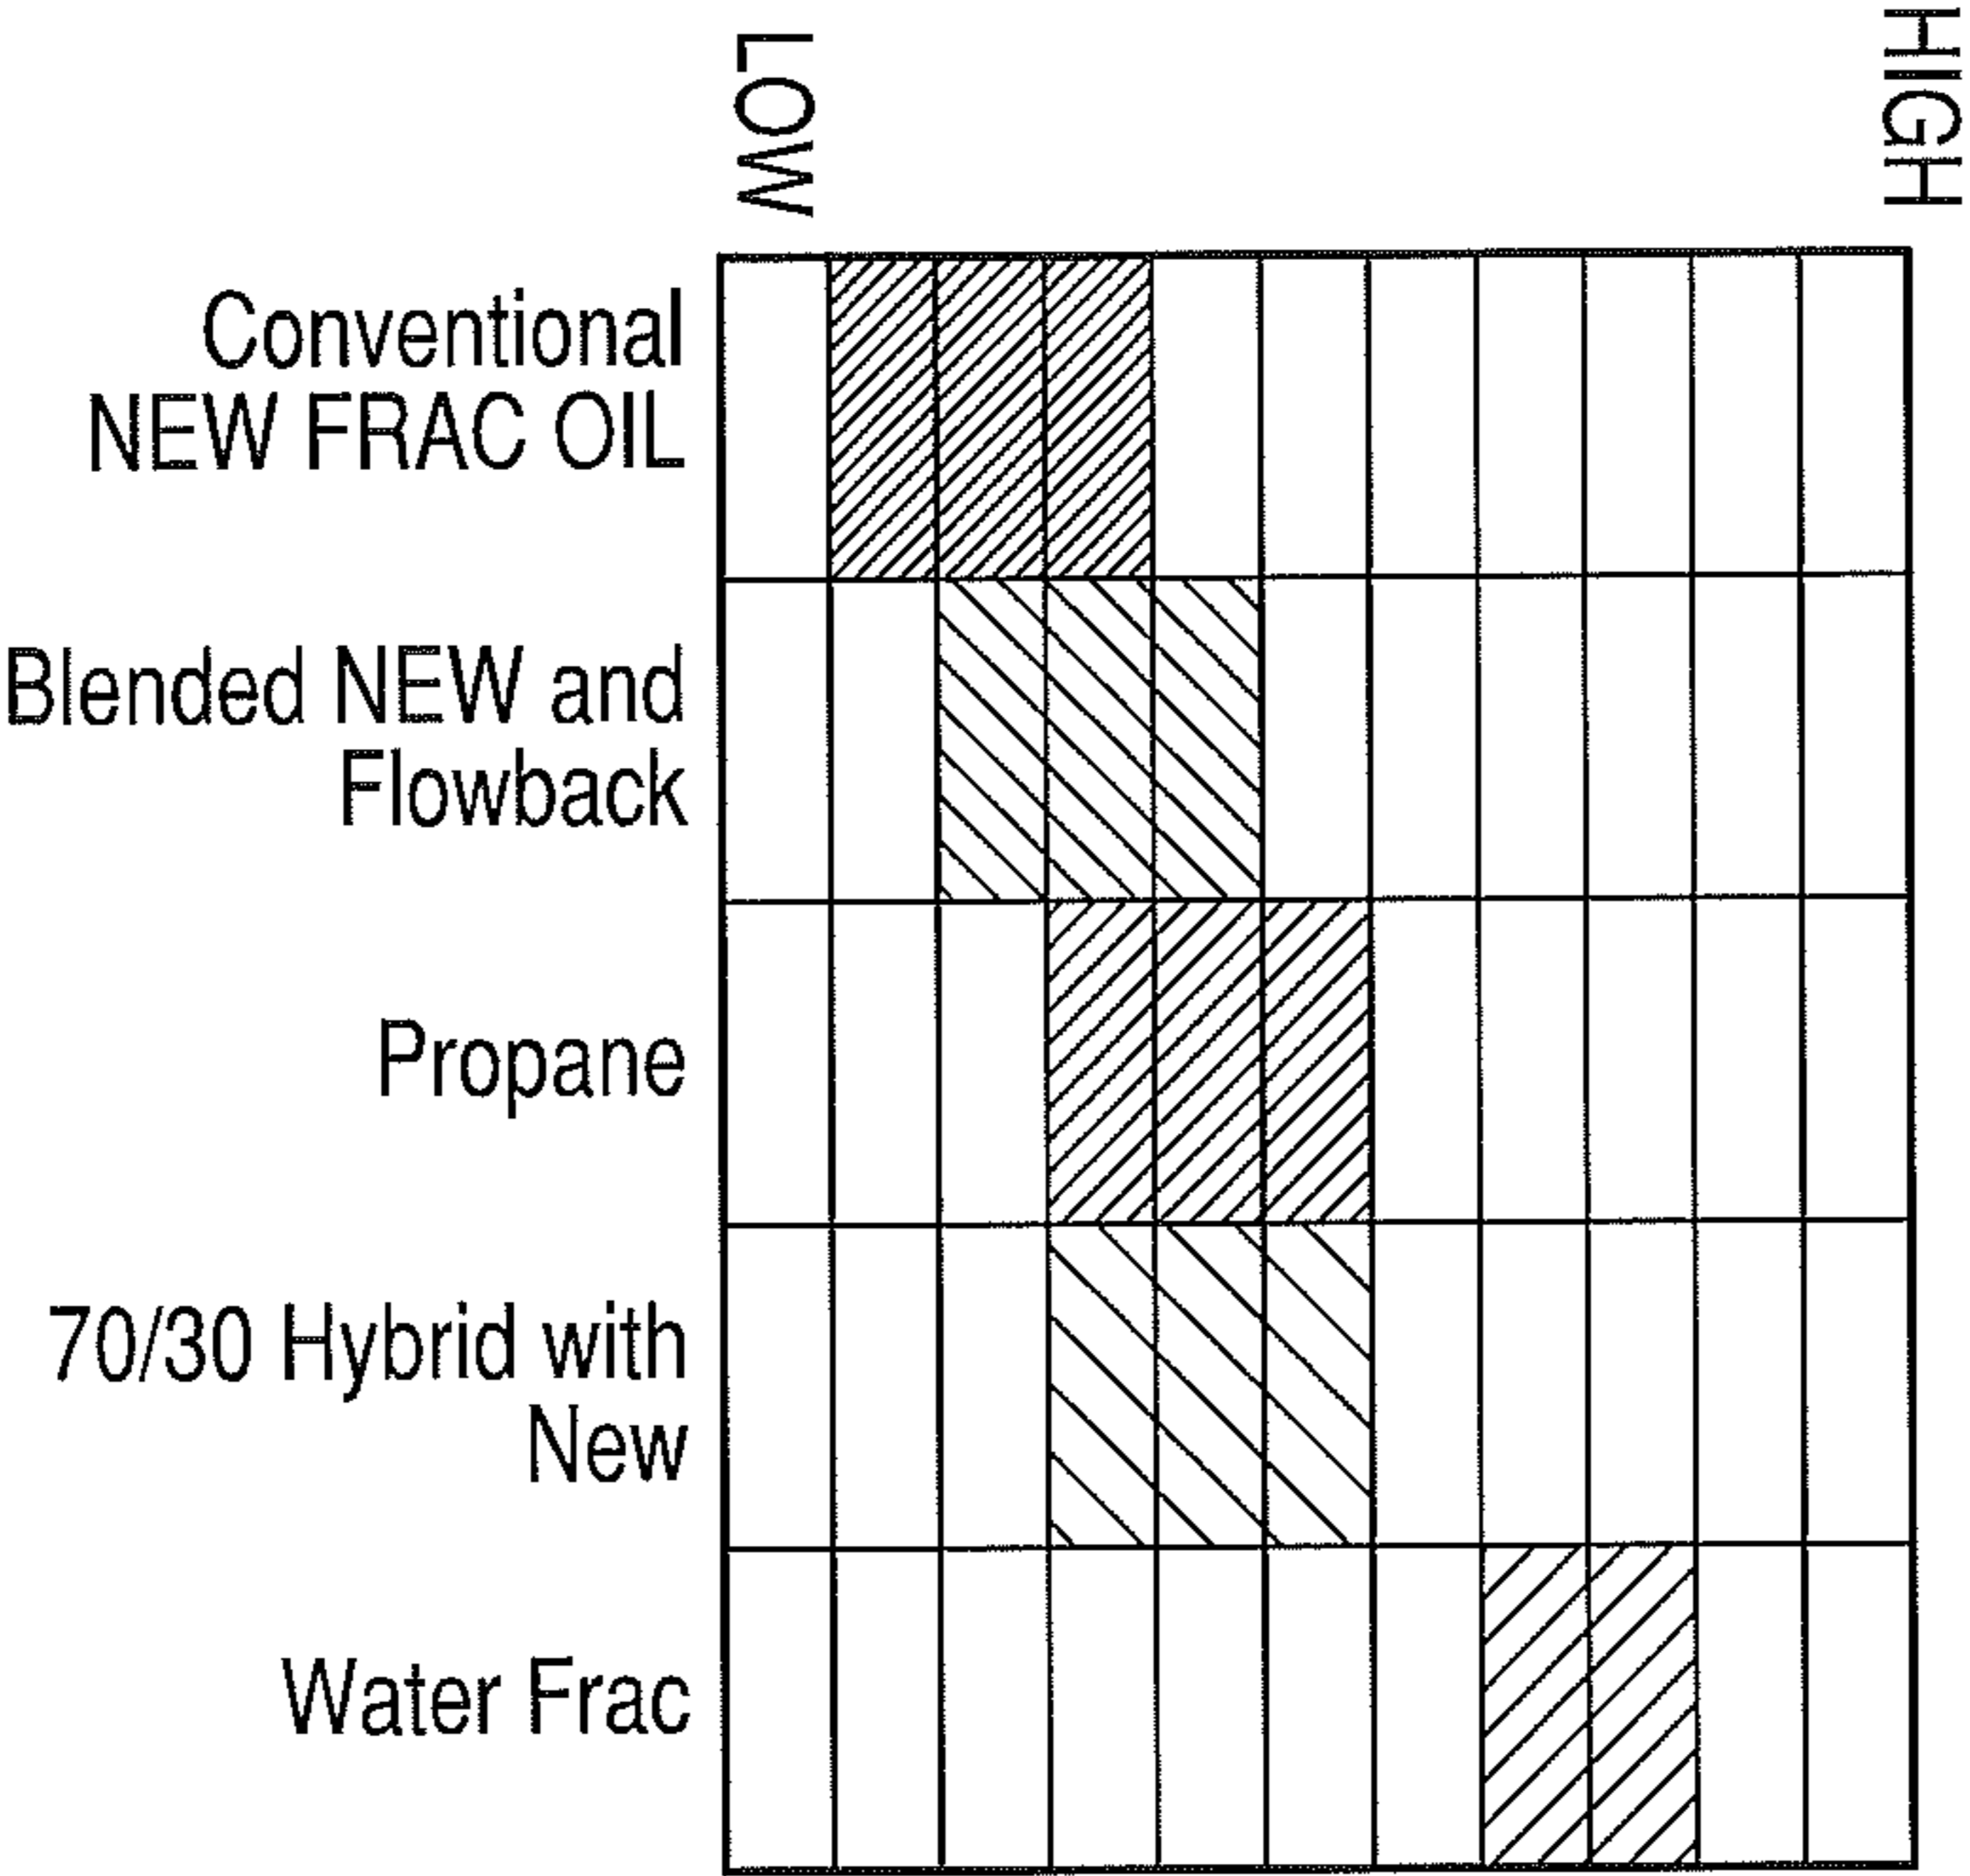 LOW
HIGH
Conventional
NEW FRAC OIL
Blended NEW and
Flowback
Propane
70/30 Hybrid with
New
Water Frac